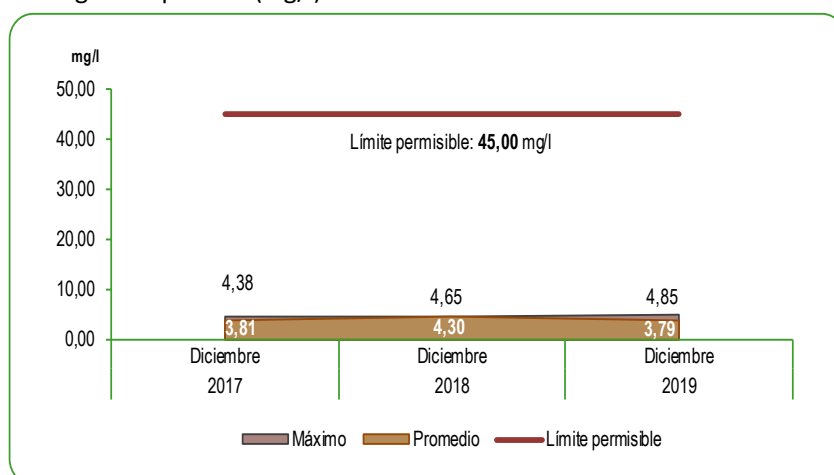 mg/l
50,00
40,00
30,00
20,00
10,00
0,00
Límite permisible: 45,00 mg/l
4,38
4,65
4,85
3,81
4,30
3,79
Diciembre
Diciembre
Diciembre
2017
2018
2019
Máximo
Promedio
Límite permisible